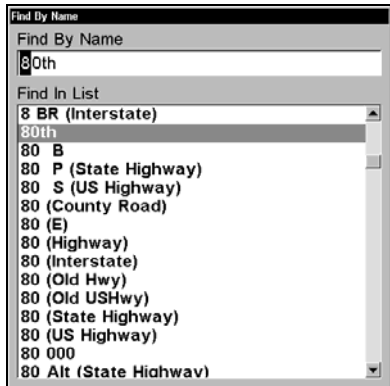 Find By Name
Find By Name
80th
Find In List
8 BR (Interstate)
80th
80 B
80 P (State Highway)
80 S (US Highway)
80 (County Road)
80 (E)
80 (Highway)
80 (Interstate)
80 (Old Hwy)
80 (Old USHwy)
80 (State Highway)
80 (US Highway)
80 000
80 Alt (State Highway)